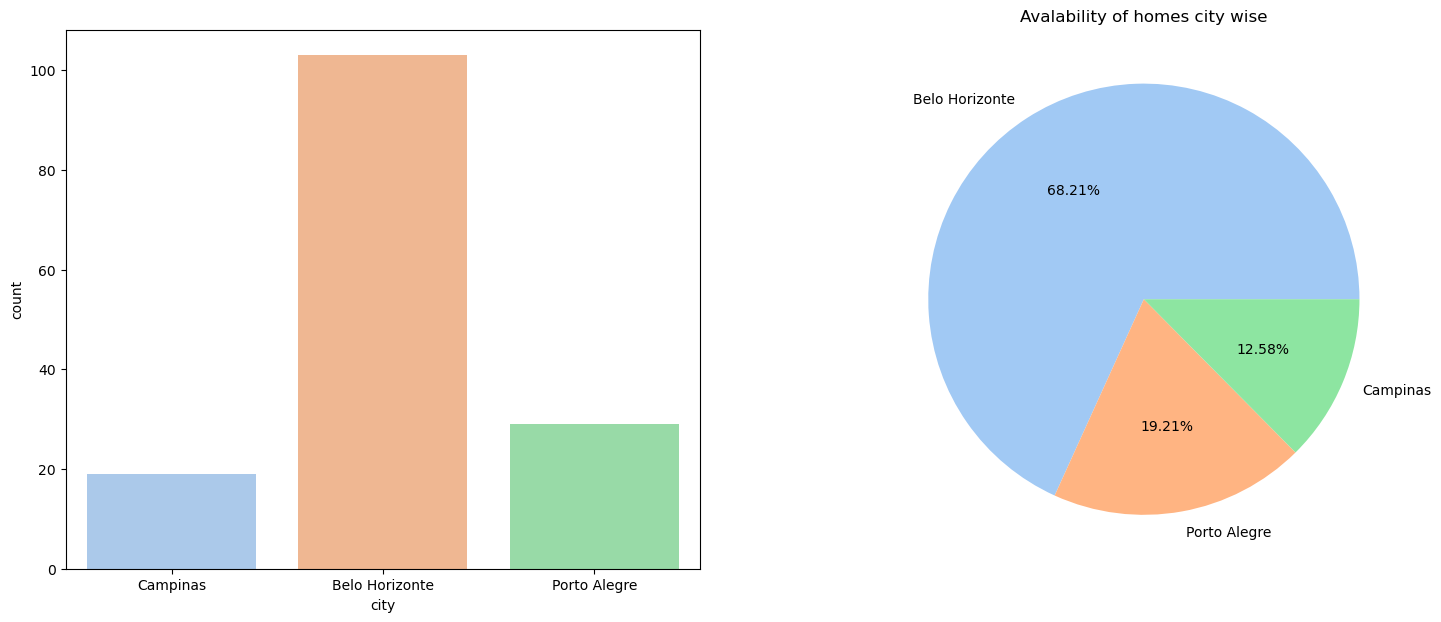 100
80
60
40
20
0
count
Campinas
Belo Horizonte
Porto Alegre
city
Avalability of homes city wise
Belo Horizonte
68.21%
12.58%
Campinas
19.21%
Porto Alegre